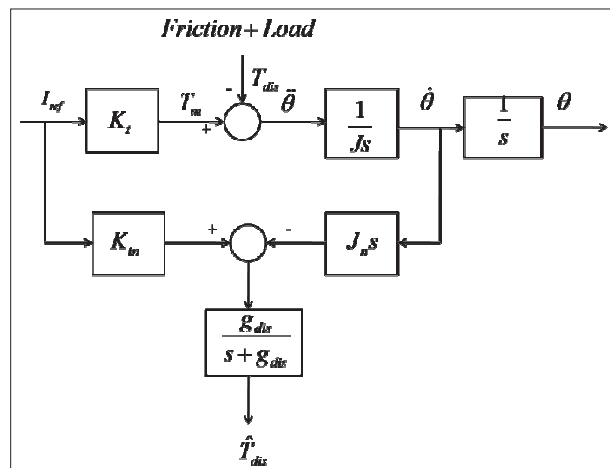 Friction + Load
- T_dis
I_ref K_t T_m + θ̈ 1/Js θ̇ 1/s θ
K_tn + - J_n s
g_dis/(s + g_dis)
T̂_dis